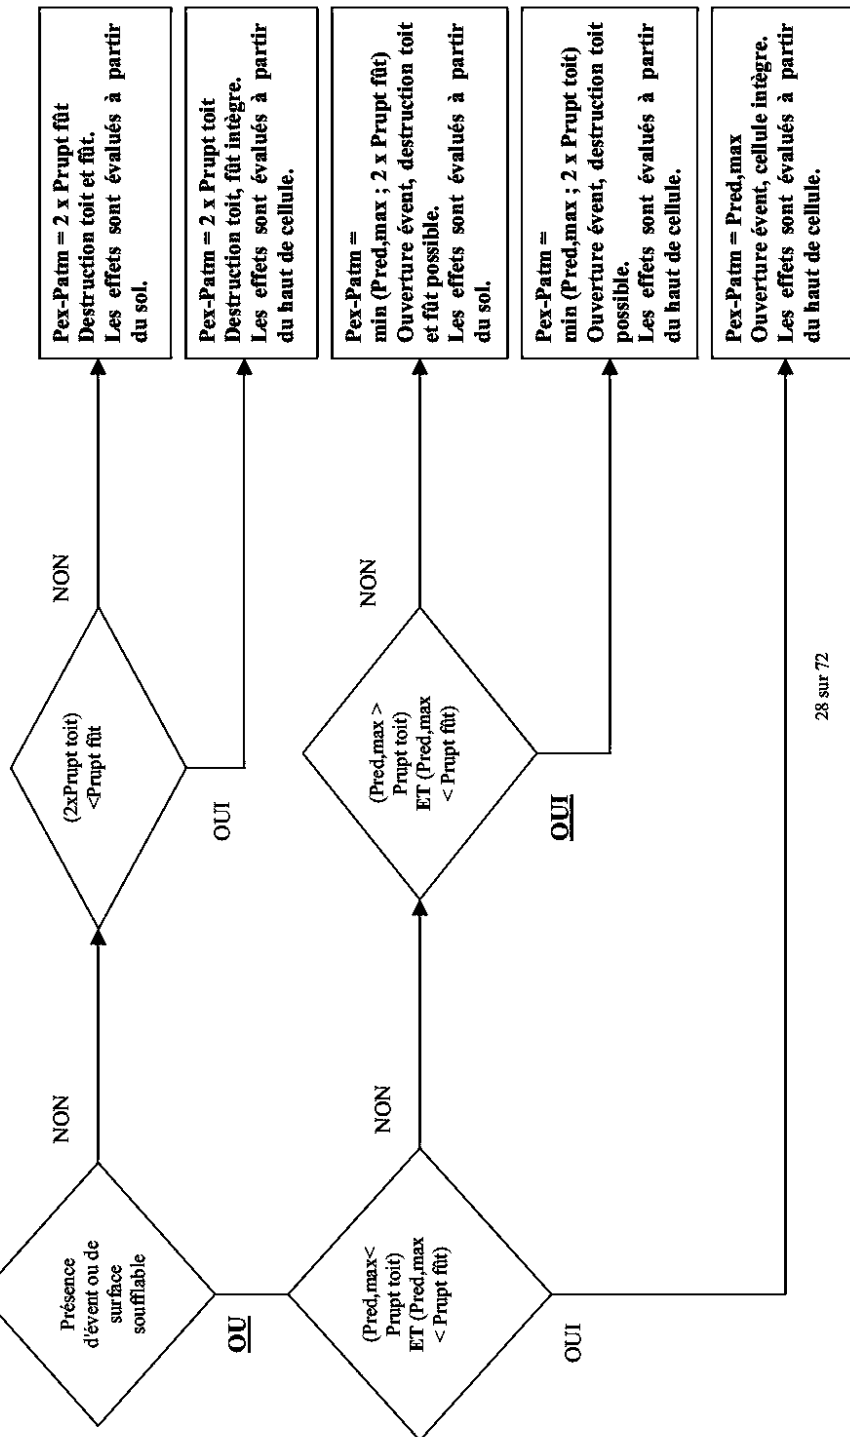 Présence
d'évent ou de
surface
soufflable
NON
OU
(2xPrupt toit)
<Prupt fût
NON
OUI
Pex-Patm = 2 x Prupt fût
Destruction toit et fût.
Les effets sont évalués à partir
du sol.
Pex-Patm = 2 x Prupt toit
Destruction toit, fût intègre.
Les effets sont évalués à partir
du haut de cellule.
(Pred,max<
Prupt toit)
ET (Pred,max
< Prupt fût)
NON
OUI
(Pred,max >
Prupt toit)
ET (Pred,max
< Prupt fût)
NON
OUI
Pex-Patm =
min (Pred,max ; 2 x Prupt fût)
Ouverture évent, destruction toit
et fût possible.
Les effets sont évalués à partir
du sol.
Pex-Patm =
min (Pred,max ; 2 x Prupt toit)
Ouverture évent, destruction toit
possible.
Les effets sont évalués à partir
du haut de cellule.
Pex-Patm = Pred,max
Ouverture évent, cellule intègre.
Les effets sont évalués à partir
du haut de cellule.
28 sur 72